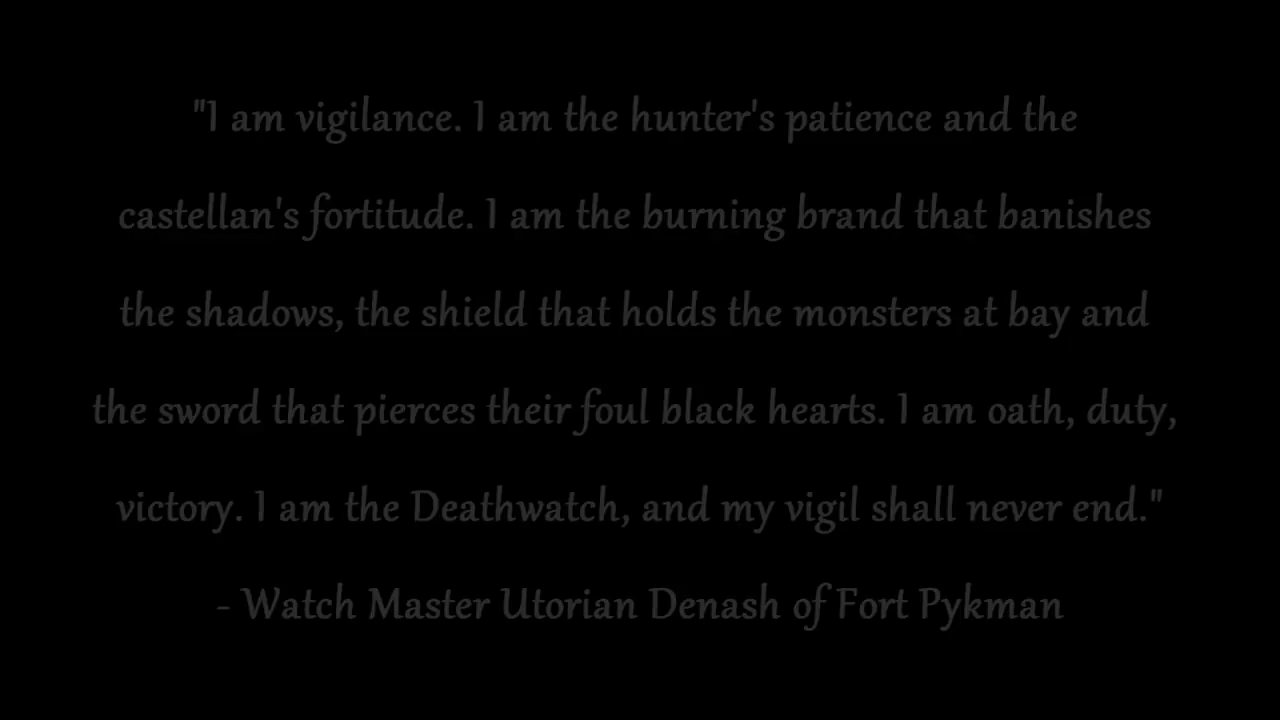 "I am vigilance. I am the hunter's patience and the
castellan's fortitude. I am the burning brand that banishes
the shadows, the shield that holds the monsters at bay and
the sword that pierces their foul black hearts. I am oath, duty,
victory. I am the Deathwatch, and my vigil shall never end."
- Watch Master Utorian Denash of Fort Pykman